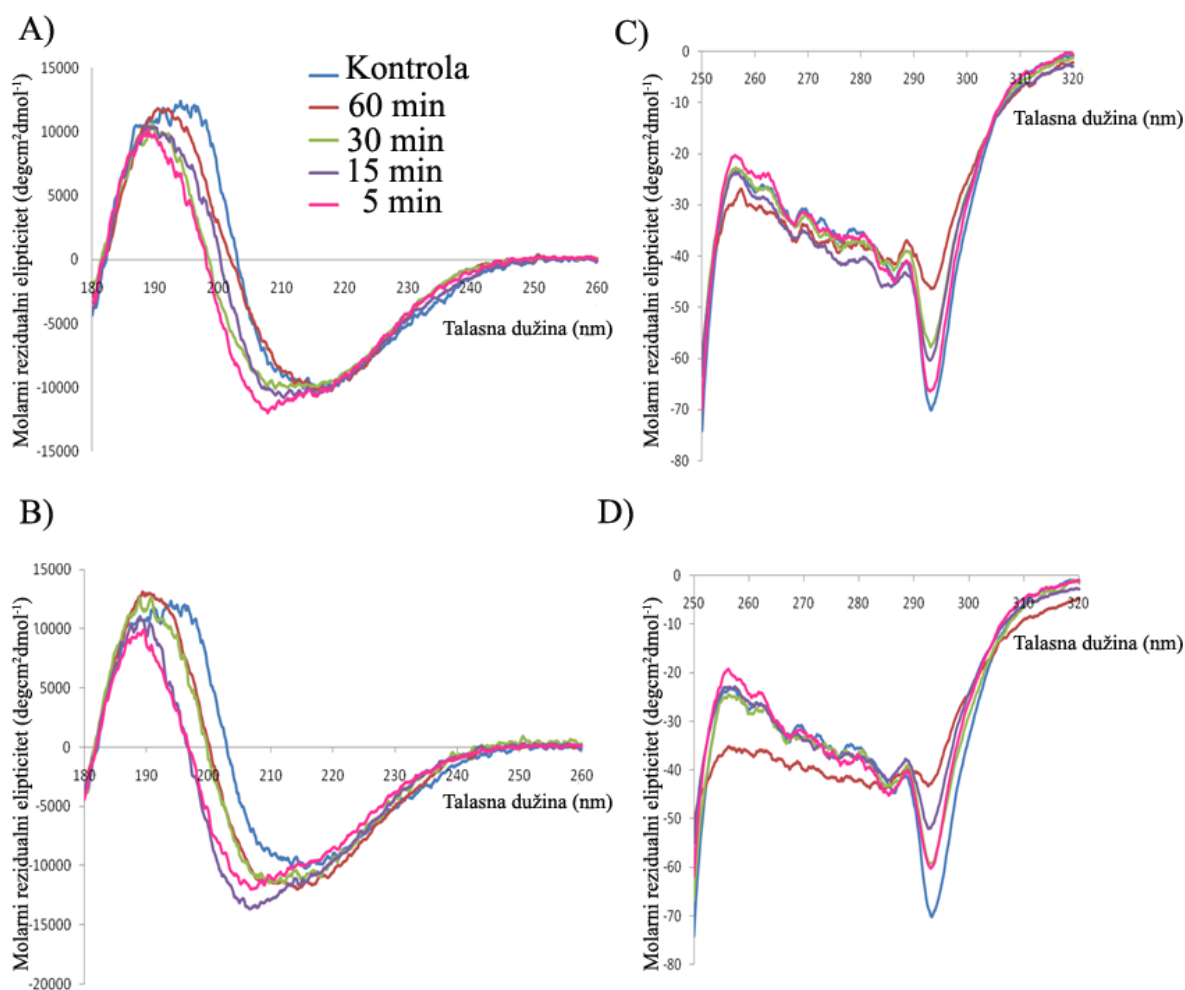 A)
15000
10000
5000
0
-5000
-10000
-15000
180 190 200 210 220 230 240 250 260
Molarni rezidualni elipticitet (degcm²dmol⁻¹)
Talasna dužina (nm)
Kontrola
60 min
30 min
15 min
5 min
C)
0
-10
-20
-30
-40
-50
-60
-70
-80
250 260 270 280 290 300 310 320
Molarni rezidualni elipticitet (degcm²dmol⁻¹)
Talasna dužina (nm)
B)
15000
10000
5000
0
-5000
-10000
-15000
-20000
180 190 200 210 220 230 240 250 260
Molarni rezidualni elipticitet (degcm²dmol⁻¹)
Talasna dužina (nm)
D)
0
-10
-20
-30
-40
-50
-60
-70
-80
250 260 270 280 290 300 310 320
Molarni rezidualni elipticitet (degcm²dmol⁻¹)
Talasna dužina (nm)